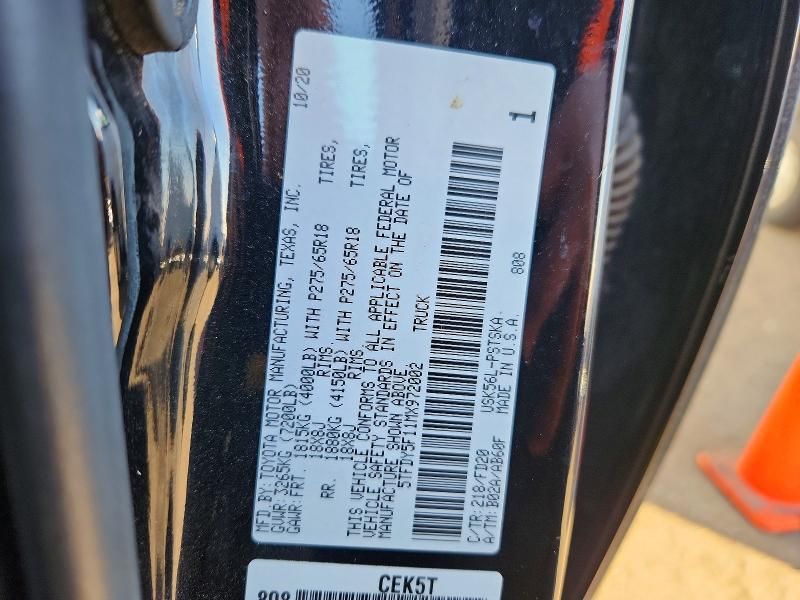 MFD.BY:TOYOTA MOTOR MANUFACTURING, TEXAS, INC. 10/20
GVWR:3265KG (7200LB)
GAWR:FRT. 1815KG (4000LB) WITH P275/65R18 TIRES,
18X8J RIMS
RR. 1880KG (4150LB) WITH P275/65R18 TIRES,
18X8J RIMS
THIS VEHICLE CONFORMS TO ALL APPLICABLE FEDERAL MOTOR
VEHICLE SAFETY STANDARDS IN EFFECT ON THE DATE OF
MANUFACTURE SHOWN ABOVE.
5TFDY5F11MX972002 TRUCK
1
C/TR:218/FD20 USK56L-PSTSKA 808
A/TM:B02A/AB60F MADE IN U.S.A.
CEK5T
808